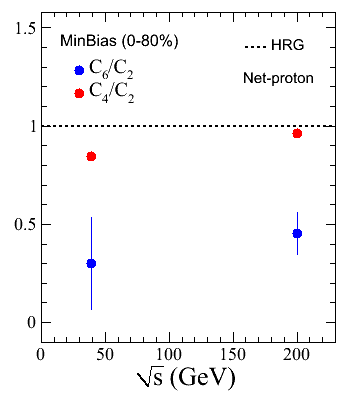 MinBias (0-80%)
HRG
C₆/C₂
C₄/C₂
Net-proton
1.5
1
0.5
0
0 50 100 150 200
√s (GeV)